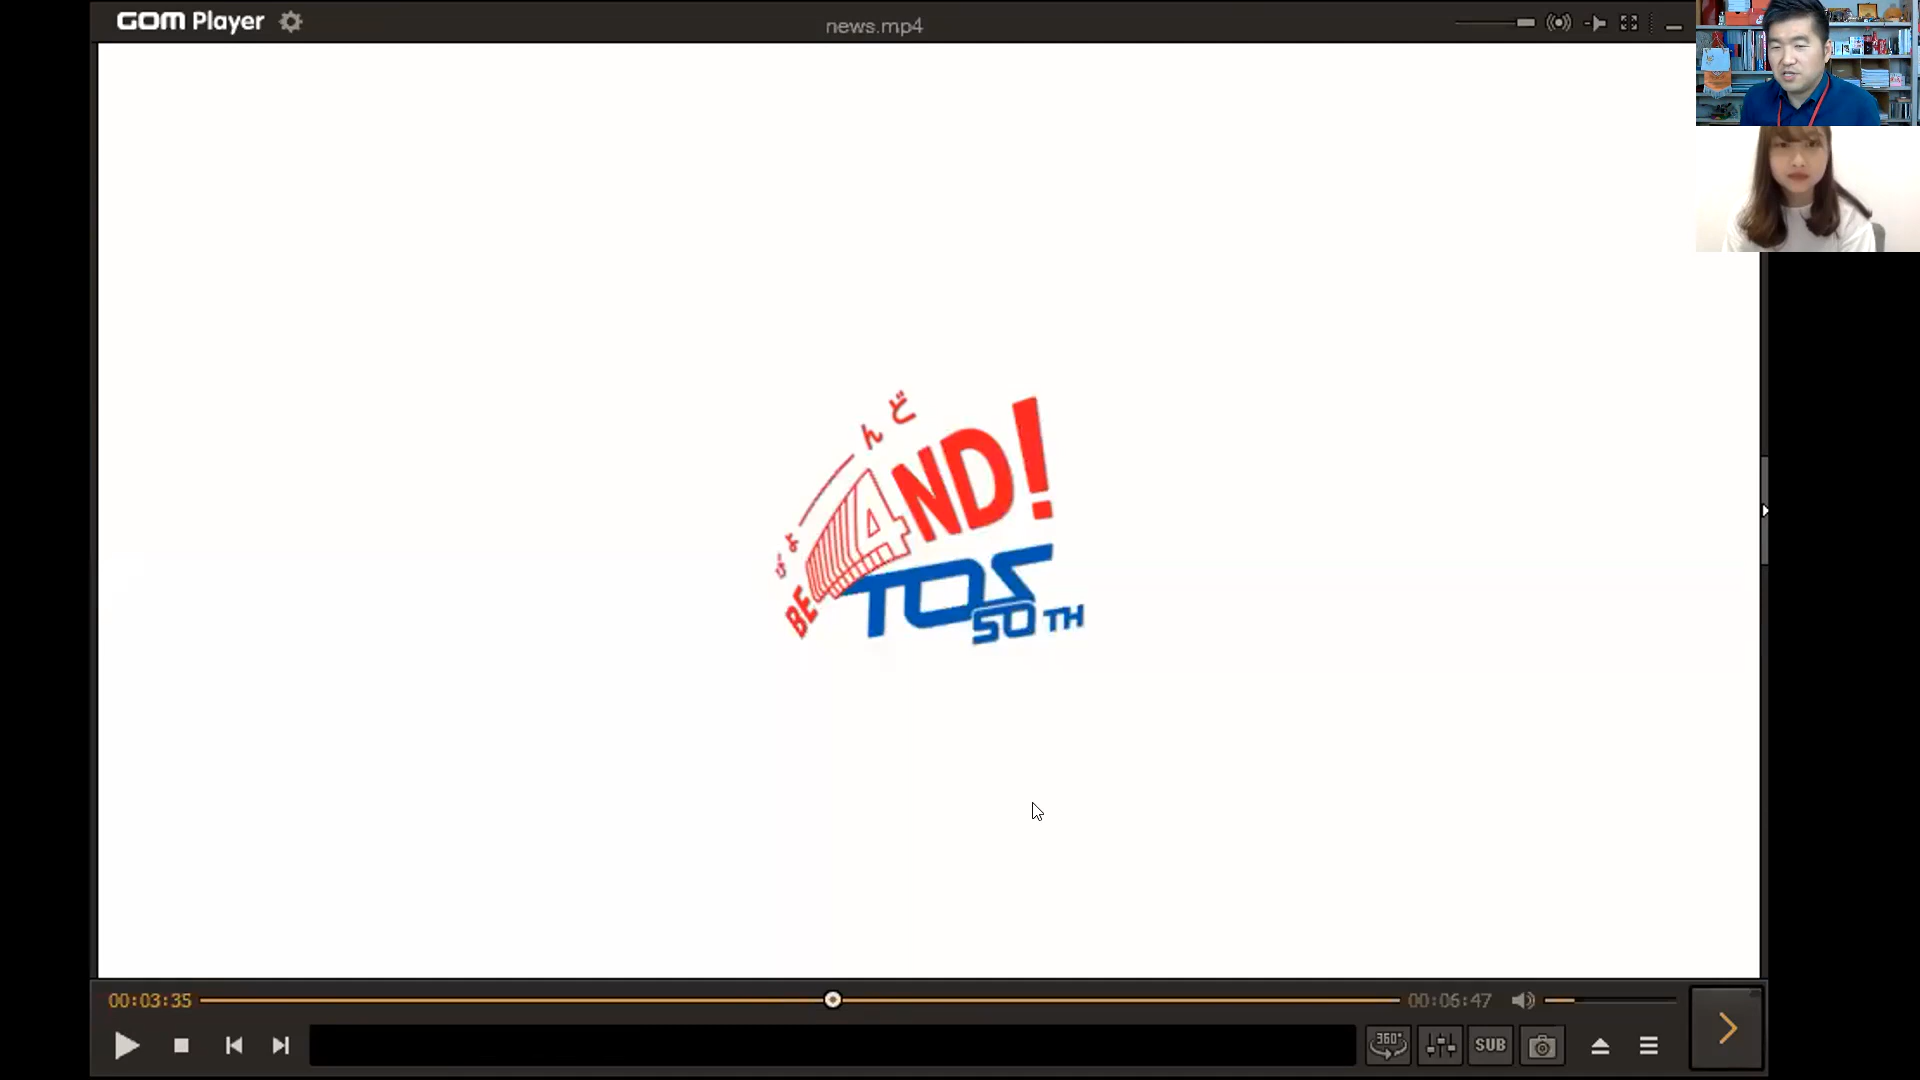 GOM Player
news.mp4
びよーんど
BE4ND!
TOS
50TH
00:03:35
00:06:47
360°
SUB